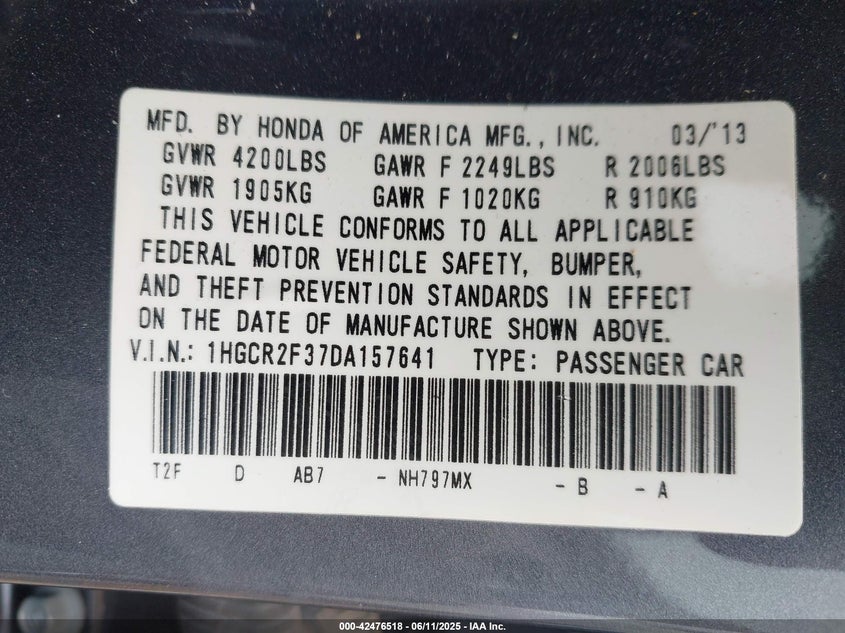 MFD. BY HONDA OF AMERICA MFG., INC. 03/'13
GVWR 4200LBS GAWR F 2249LBS R 2006LBS
GVWR 1905KG GAWR F 1020KG R 910KG
THIS VEHICLE CONFORMS TO ALL APPLICABLE
FEDERAL MOTOR VEHICLE SAFETY, BUMPER,
AND THEFT PREVENTION STANDARDS IN EFFECT
ON THE DATE OF MANUFACTURE SHOWN ABOVE.
V.I.N.: 1HGCR2F37DA157641 TYPE: PASSENGER CAR
T2F D AB7 - NH797MX - B - A
000-42476518 - 06/11/2025 - IAA Inc.